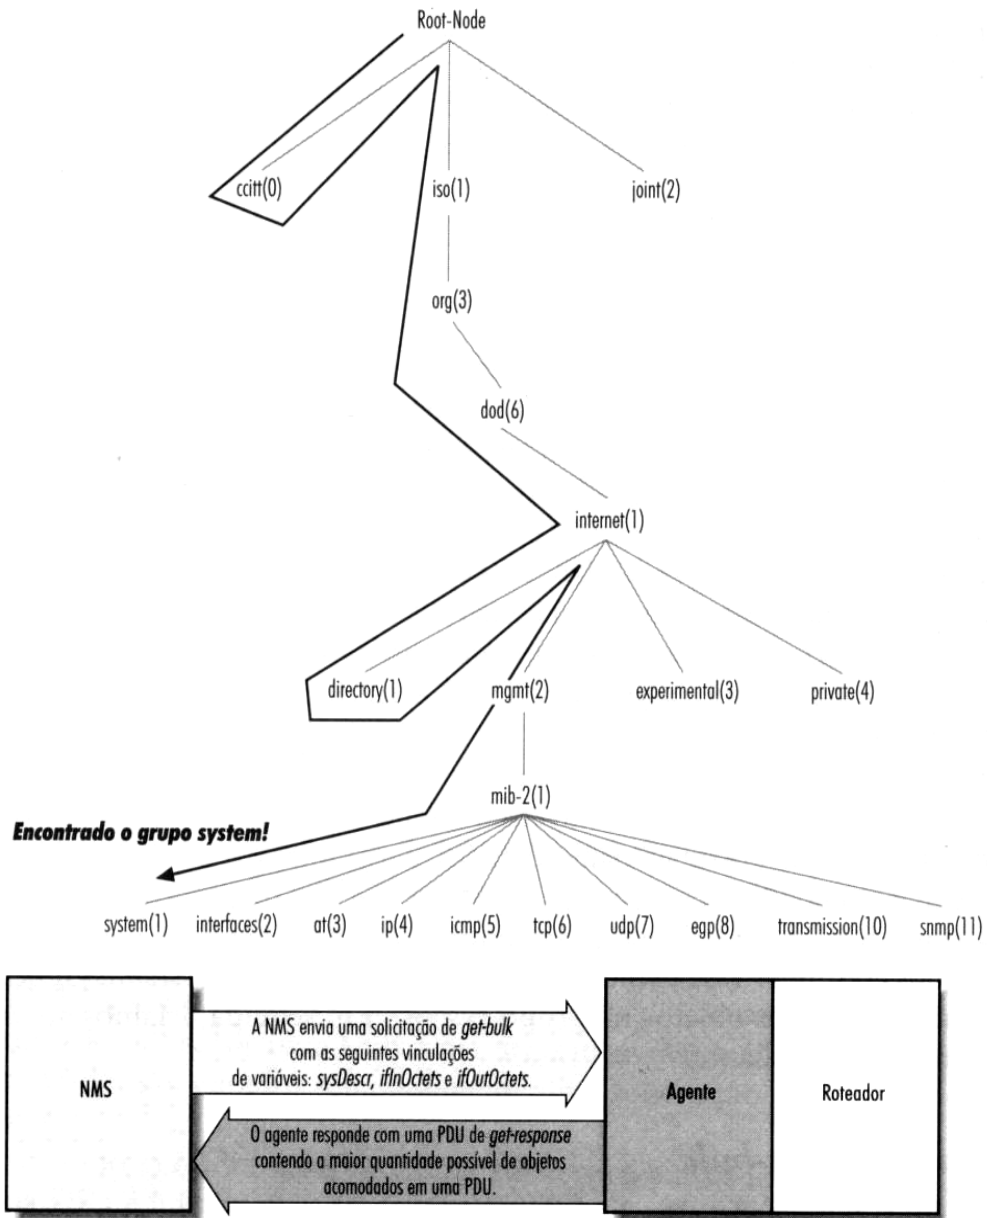 Root-Node
ccitt(0)
iso(1)
joint(2)
org(3)
dod(6)
internet(1)
directory(1)
mgmt(2)
experimental(3)
private(4)
mib-2(1)
Encontrado o grupo system!
system(1)
interfaces(2)
at(3)
ip(4)
icmp(5)
tcp(6)
udp(7)
egp(8)
transmission(10)
snmp(11)
NMS
A NMS envia uma solicitação de get-bulk
com as seguintes vinculações
de variáveis: sysDescr, ifInOctets e ifOutOctets.
O agente responde com uma PDU de get-response
contendo a maior quantidade possível de objetos
acomodados em uma PDU.
Agente
Roteador